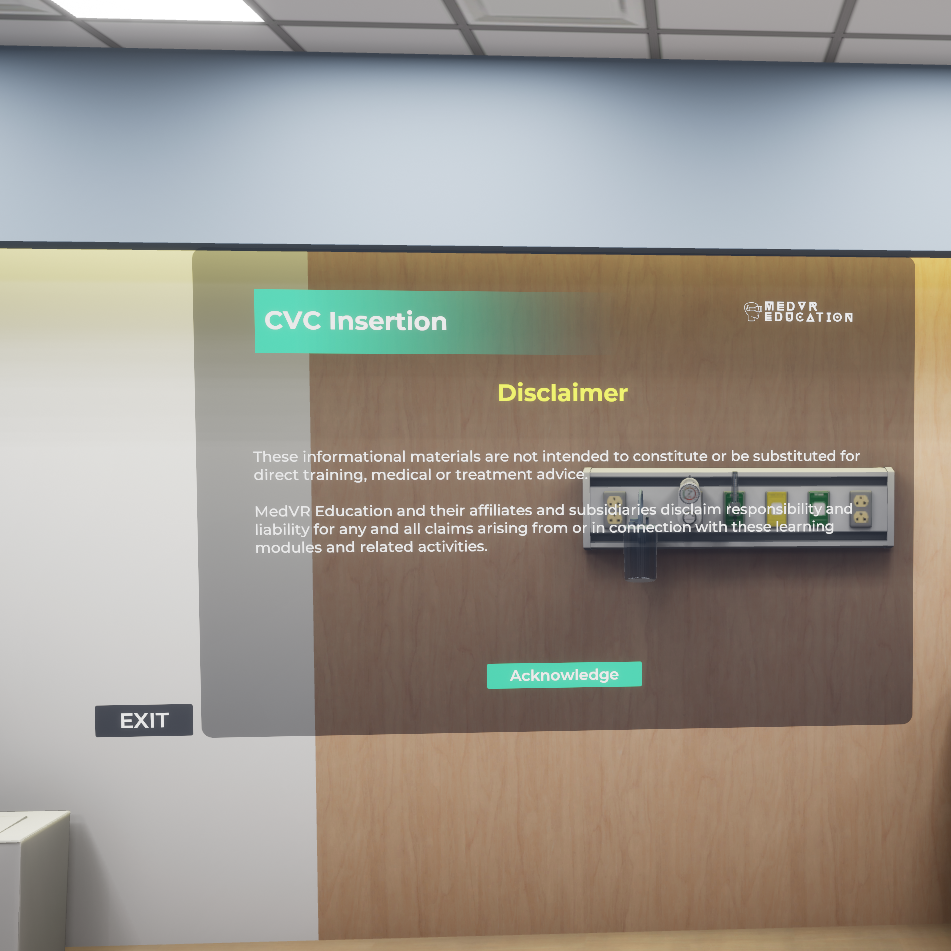 CVC Insertion
MEDVR
EDUCATION
Disclaimer
These informational materials are not intended to constitute or be substituted for
direct training, medical or treatment advice.
MedVR Education and their affiliates and subsidiaries disclaim responsibility and
liability for any and all claims arising from or in connection with these learning
modules and related activities.
Acknowledge
EXIT